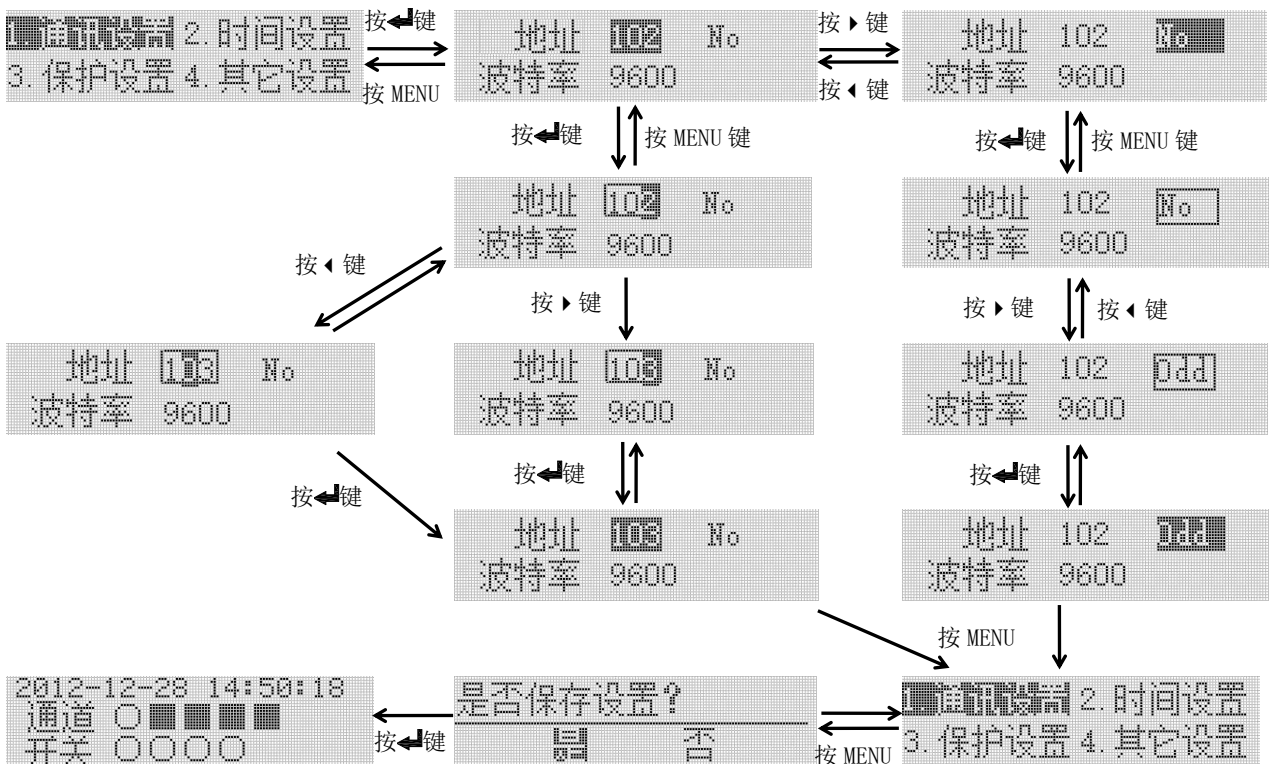 1.通讯设置 2.时间设置
3.保护设置 4.其它设置
按键
按 MENU
地址 102 No
波特率 9600
按 键
按 键
地址 102 No
波特率 9600
按键
按 MENU 键
按键
按 MENU 键
地址 102 No
波特率 9600
地址 102 No
波特率 9600
按 键
按 键
按 键
按 键
地址 103 No
波特率 9600
地址 103 No
波特率 9600
地址 102 Odd
波特率 9600
按键
按键
按键
地址 103 No
波特率 9600
地址 102 Odd
波特率 9600
按 MENU
2012-12-28 14:50:18
通道
开关
按键
是否保存设置?
是 否
按 MENU
1.通讯设置 2.时间设置
3.保护设置 4.其它设置